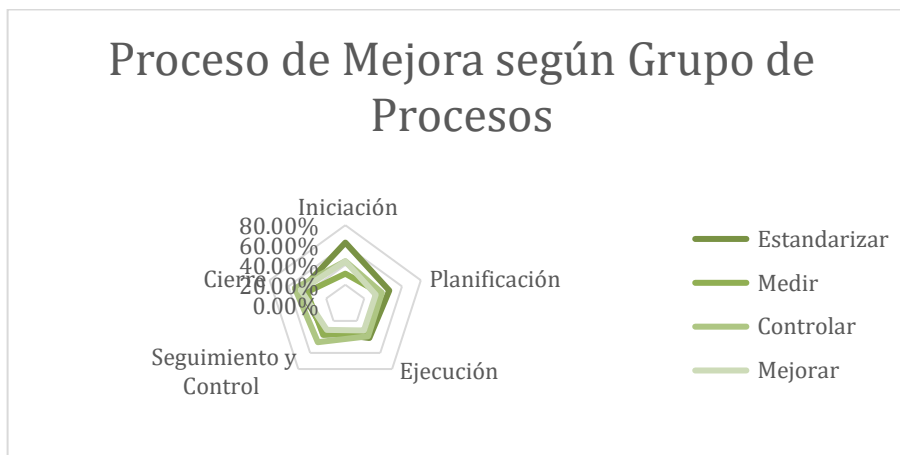 Proceso de Mejora según Grupo de
Procesos
Iniciación
80.00%
60.00%
40.00%
20.00%
0.00%
Cierre
Planificación
Seguimiento y
Control
Ejecución
Estandarizar
Medir
Controlar
Mejorar